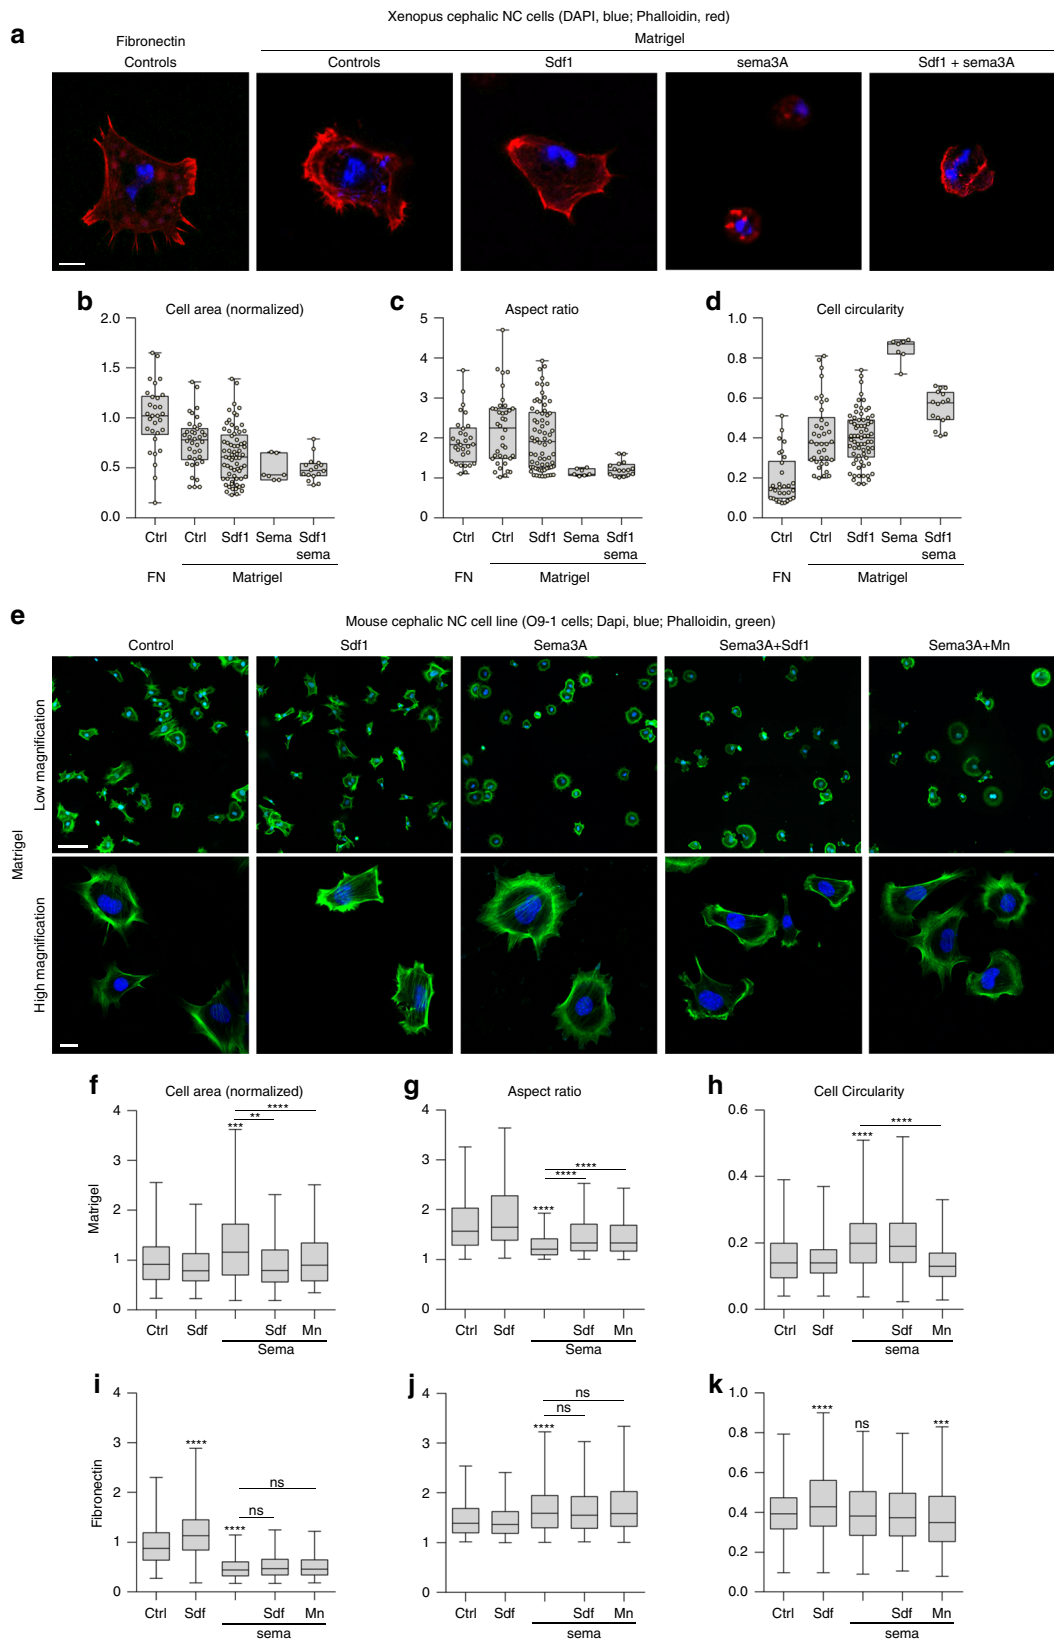 Xenopus cephalic NC cells (DAPI, blue; Phalloidin, red)
a
Fibronectin
Matrigel
Controls
Controls
Sdf1
sema3A
Sdf1 + sema3A
b
Cell area (normalized)
2.0
1.5
1.0
0.5
0.0
Ctrl
Ctrl
Sdf1
Sema
Sdf1
sema
FN
Matrigel
c
Aspect ratio
5
4
3
2
1
0
Ctrl
Ctrl
Sdf1
Sema
Sdf1
sema
FN
Matrigel
d
Cell circularity
1.0
0.8
0.6
0.4
0.2
0.0
Ctrl
Ctrl
Sdf1
Sema
Sdf1
sema
FN
Matrigel
e
Mouse cephalic NC cell line (O9-1 cells; Dapi, blue; Phalloidin, green)
Control
Sdf1
Sema3A
Sema3A+Sdf1
Sema3A+Mn
Matrigel
Low magnification
High magnification
f
Cell area (normalized)
Matrigel
4
3
2
1
0
****
**
***
Ctrl
Sdf
Sdf
Mn
Sema
g
Aspect ratio
4
3
2
1
0
****
****
****
Ctrl
Sdf
Sdf
Mn
Sema
h
Cell Circularity
0.6
0.4
0.2
0.0
****
****
Ctrl
Sdf
Sdf
Mn
sema
i
Fibronectin
4
3
2
1
0
****
ns
ns
****
Ctrl
Sdf
Sdf
Mn
sema
j
4
3
2
1
0
ns
ns
****
Ctrl
Sdf
Sdf
Mn
sema
k
1.0
0.8
0.6
0.4
0.2
0.0
****
ns
***
Ctrl
Sdf
Sdf
Mn
sema